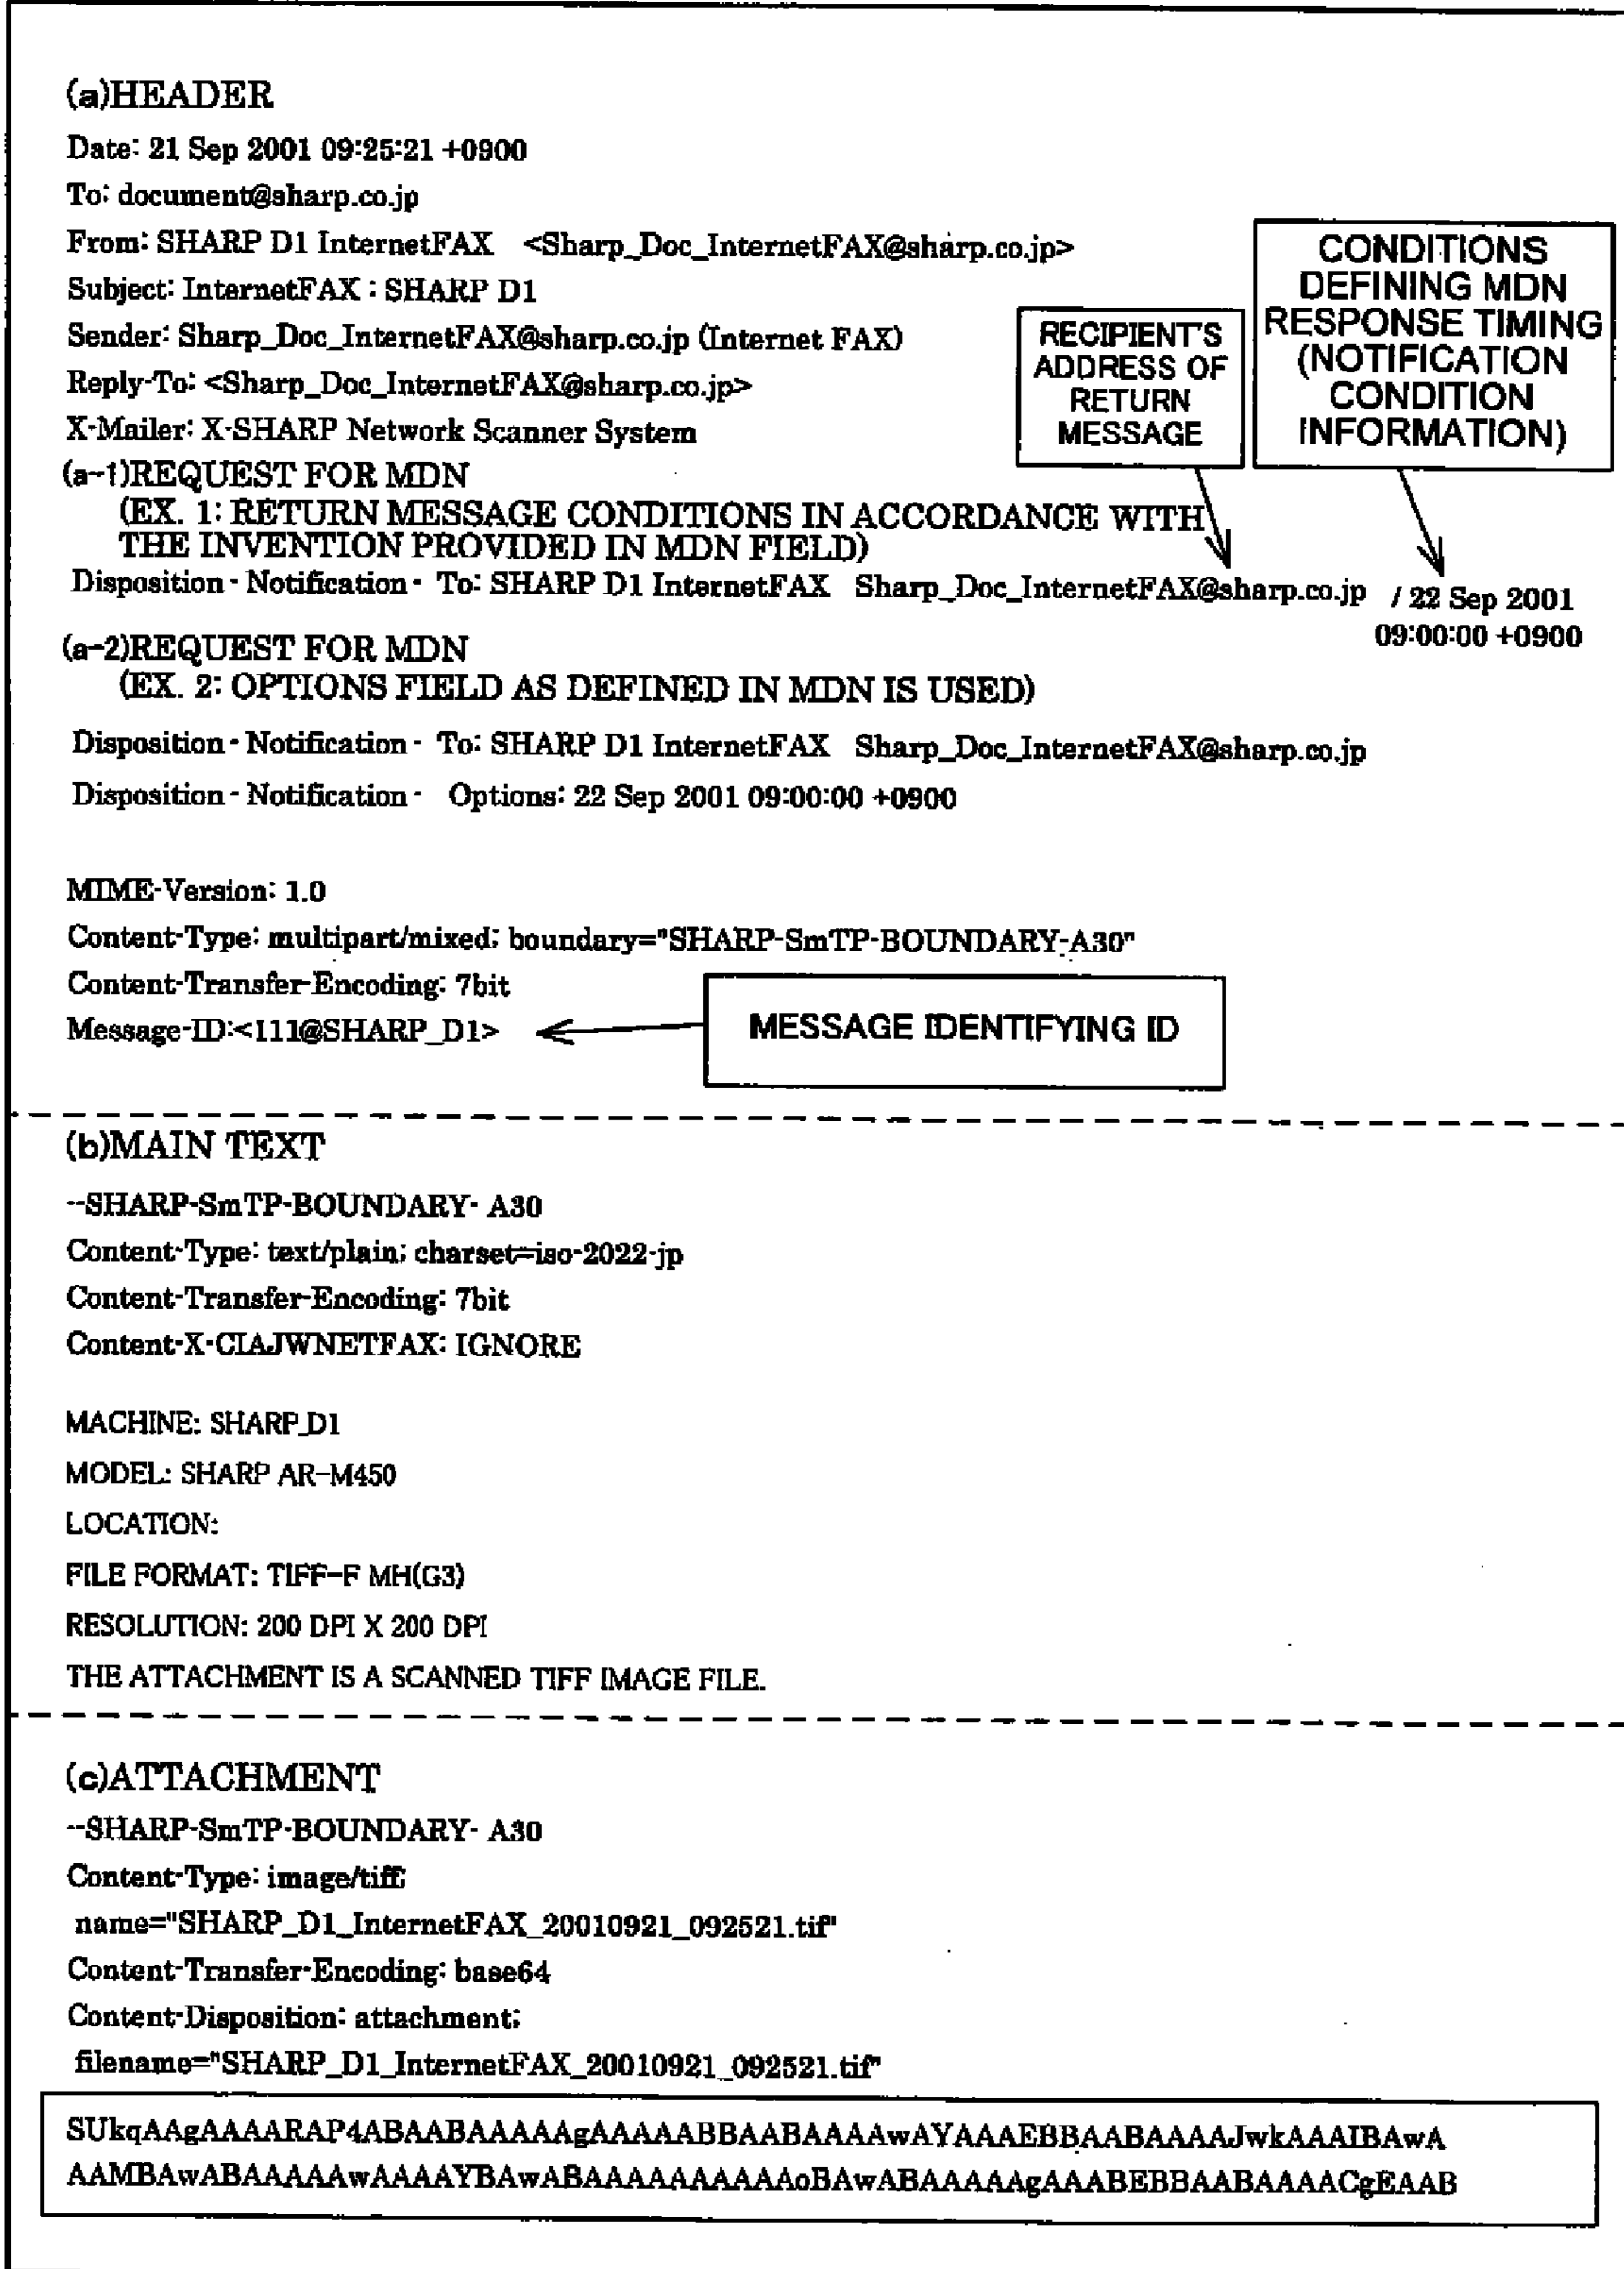 (a)HEADER
Date: 21 Sep 2001 09:25:21 +0900
To: document@sharp.co.jp
From: SHARP D1 InternetFAX <Sharp_Doc_InternetFAX@sharp.co.jp>
Subject: InternetFAX : SHARP D1
Sender: Sharp_Doc_InternetFAX@sharp.co.jp (Internet FAX)
Reply-To: <Sharp_Doc_InternetFAX@sharp.co.jp>
X-Mailer: X-SHARP Network Scanner System
RECIPIENT'S
ADDRESS OF
RETURN
MESSAGE
CONDITIONS
DEFINING MDN
RESPONSE TIMING
(NOTIFICATION
CONDITION
INFORMATION)
(a-1)REQUEST FOR MDN
(EX. 1: RETURN MESSAGE CONDITIONS IN ACCORDANCE WITH
THE INVENTION PROVIDED IN MDN FIELD)
Disposition - Notification - To: SHARP D1 InternetFAX Sharp_Doc_InternetFAX@sharp.co.jp / 22 Sep 2001
09:00:00 +0900
(a-2)REQUEST FOR MDN
(EX. 2: OPTIONS FIELD AS DEFINED IN MDN IS USED)
Disposition - Notification - To: SHARP D1 InternetFAX Sharp_Doc_InternetFAX@sharp.co.jp
Disposition - Notification - Options: 22 Sep 2001 09:00:00 +0900
MIME-Version: 1.0
Content-Type: multipart/mixed; boundary="SHARP-SmTP-BOUNDARY-A30"
Content-Transfer-Encoding: 7bit
Message-ID:<111@SHARP_D1>
MESSAGE IDENTIFYING ID
(b)MAIN TEXT
--SHARP-SmTP-BOUNDARY- A30
Content-Type: text/plain; charset=iso-2022-jp
Content-Transfer-Encoding: 7bit
Content-X-CIAJWNETFAX: IGNORE
MACHINE: SHARP_D1
MODEL: SHARP AR-M450
LOCATION:
FILE FORMAT: TIFF-F MH(G3)
RESOLUTION: 200 DPI X 200 DPI
THE ATTACHMENT IS A SCANNED TIFF IMAGE FILE.
(c)ATTACHMENT
--SHARP-SmTP-BOUNDARY- A30
Content-Type: image/tiff;
name="SHARP_D1_InternetFAX_20010921_092521.tif"
Content-Transfer-Encoding: base64
Content-Disposition: attachment;
filename="SHARP_D1_InternetFAX_20010921_092521.tif"
SUkqAAgAAAARAP4ABAABAAAAAgAAAAABBAABAAAAwAYAAAEBBAABAAAAJwkAAAIBAwA
AAMBAwABAAAAAwAAAAYBAwABAAAAAAAAAAoBAwABAAAAAgAAABEBBAABAAAACgEAAB